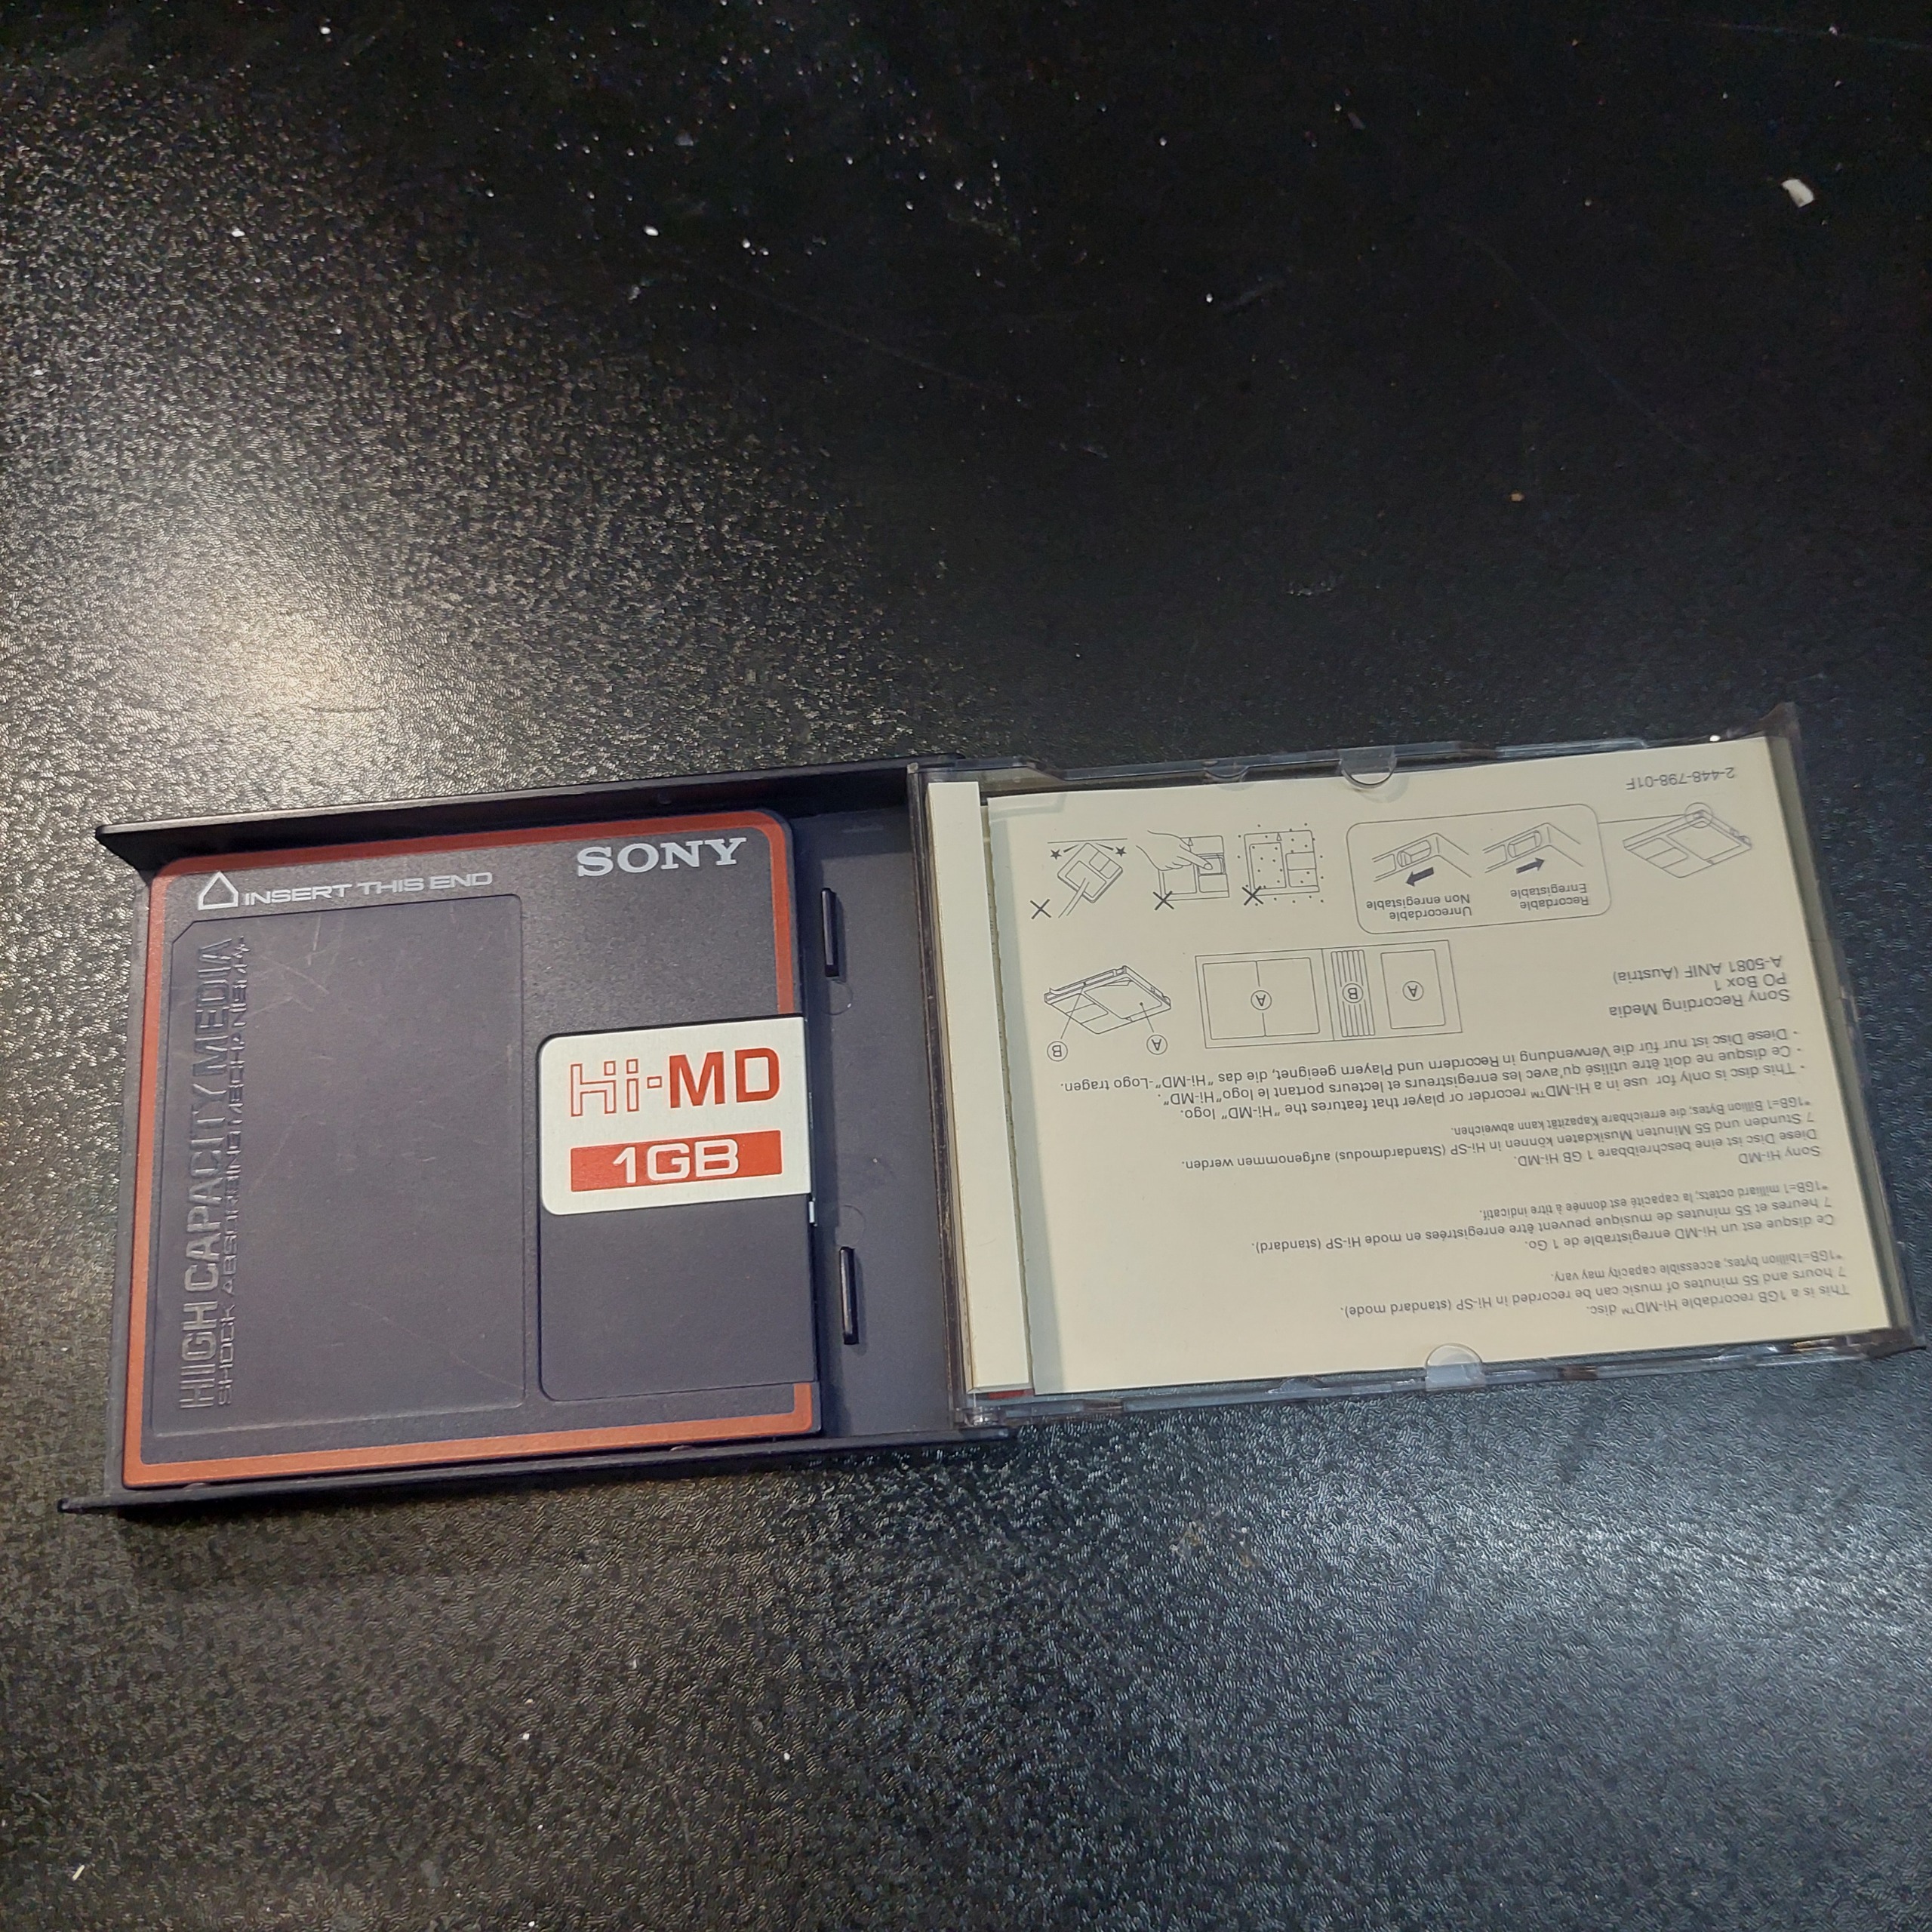 SONY
INSERT THIS END
HIGH CAPACITY MEDIA
SHOCK ABSORBING MECHANISM
Hi-MD
1GB
This is a 1GB recordable Hi-MD™ disc.
7 hours and 55 minutes of music can be recorded in Hi-SP (standard mode).
*1GB=1billion bytes; accessible capacity may vary.
Ce disque est un Hi-MD enregistrable de 1 Go.
7 heures et 55 minutes de musique peuvent être enregistrées en mode Hi-SP (standard).
*1GB=1 milliard octets; la capacité est donnée à titre indicatif.
Sony Hi-MD
Diese Disc ist eine beschreibbare 1 GB Hi-MD.
7 Stunden und 55 Minuten Musikdaten können in Hi-SP (Standardmodus) aufgenommen werden.
*1GB=1 Billion Bytes; die erreichbare Kapazität kann abweichen.
- This disc is only for use in a Hi-MD™ recorder or player that features the "Hi-MD" logo.
- Ce disque ne doit être utilisé qu'avec les enregistreurs et lecteurs portant le logo "Hi-MD".
- Diese Disc ist nur für die Verwendung in Recordern und Playern geeignet, die das "Hi-MD"-Logo tragen.
Sony Recording Media
PO Box 1
A-5081 ANIF (Austria)
A
B
A
B
A
Recordable
Enregistable
Unrecordable
Non enregistable
2-448-798-01F